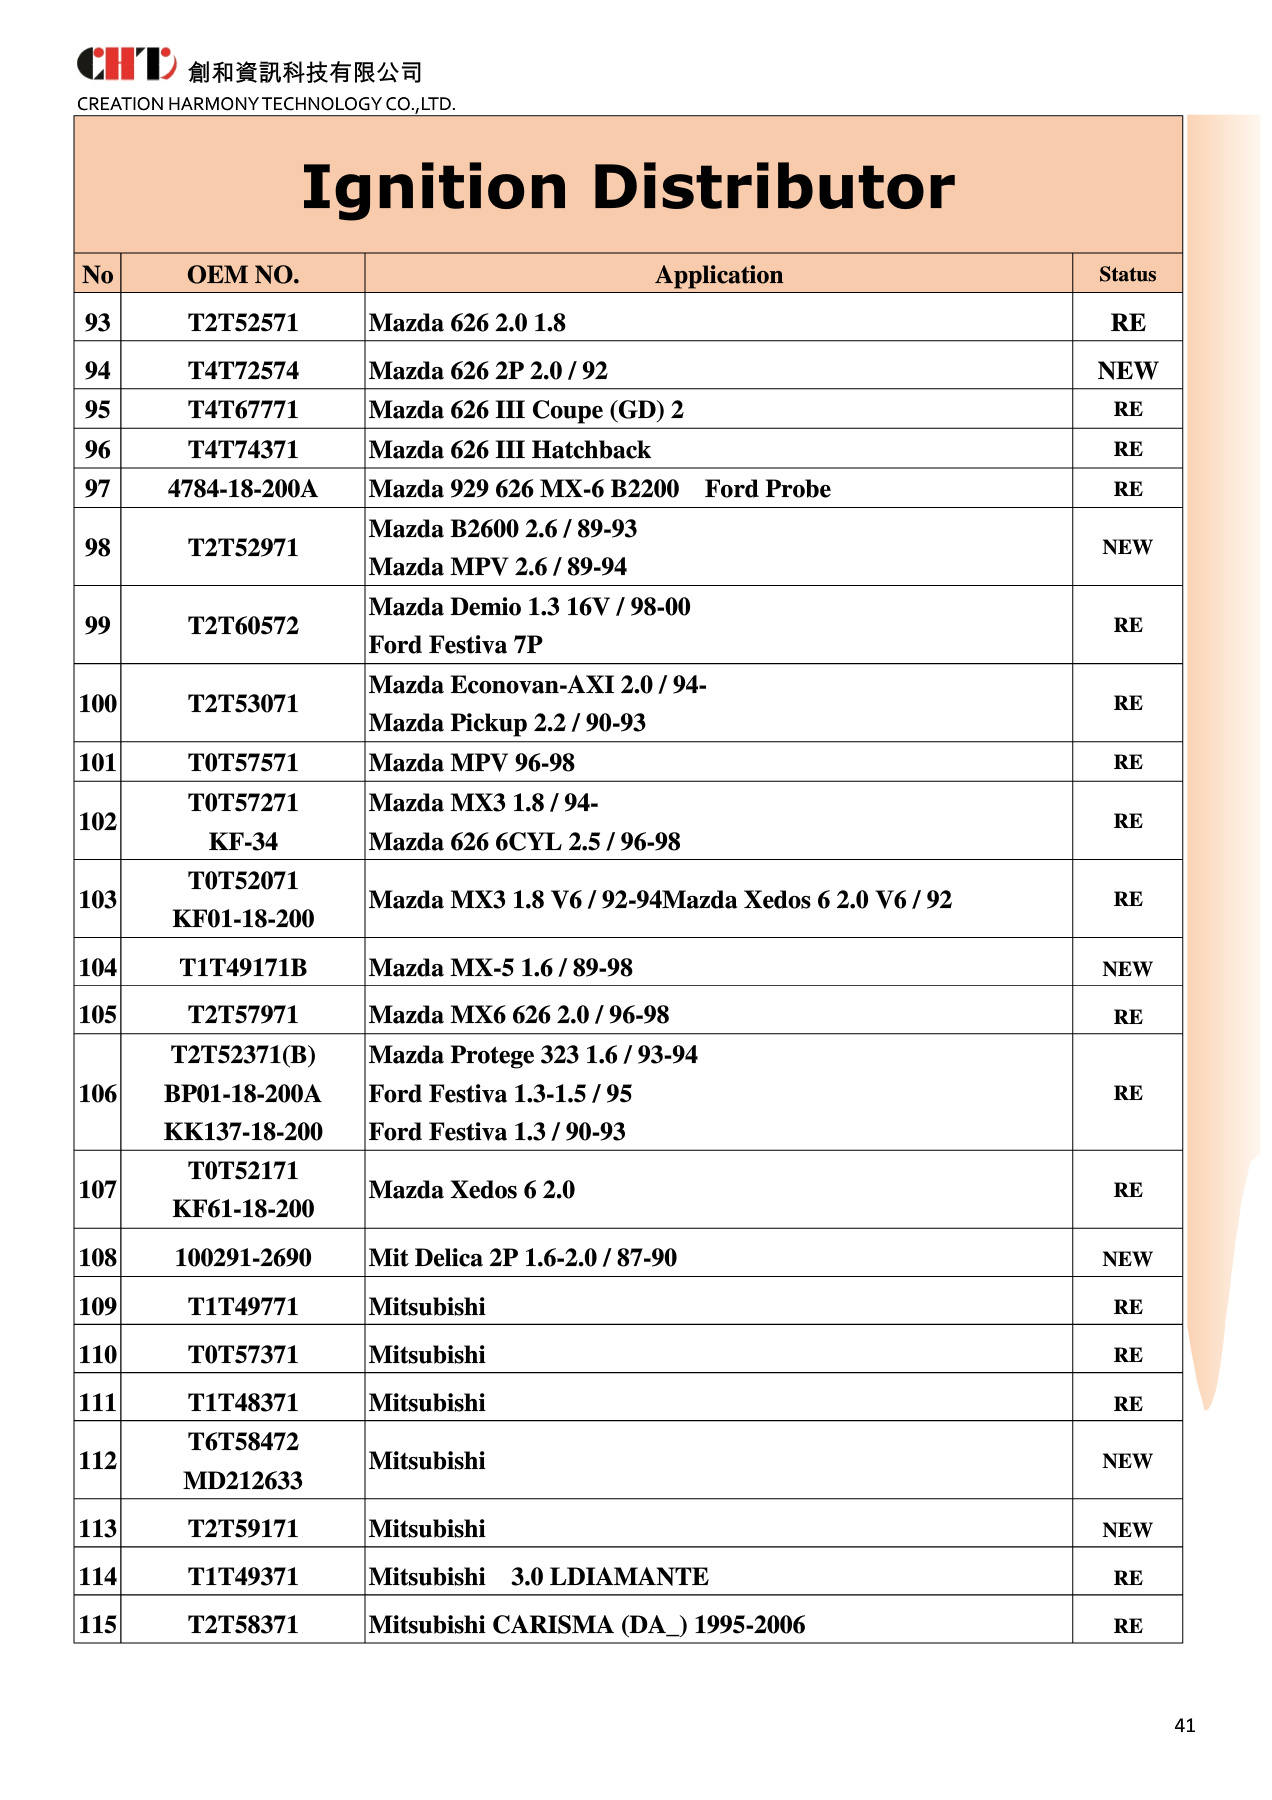 CHT 創和資訊科技有限公司
CREATION HARMONY TECHNOLOGY CO.,LTD.
Ignition Distributor
No OEM NO. Application Status
93 T2T52571 Mazda 626 2.0 1.8 RE
94 T4T72574 Mazda 626 2P 2.0 / 92 NEW
95 T4T67771 Mazda 626 III Coupe (GD) 2 RE
96 T4T74371 Mazda 626 III Hatchback RE
97 4784-18-200A Mazda 929 626 MX-6 B2200 Ford Probe RE
98 T2T52971 Mazda B2600 2.6 / 89-93
Mazda MPV 2.6 / 89-94 NEW
99 T2T60572 Mazda Demio 1.3 16V / 98-00
Ford Festiva 7P RE
100 T2T53071 Mazda Econovan-AXI 2.0 / 94-
Mazda Pickup 2.2 / 90-93 RE
101 T0T57571 Mazda MPV 96-98 RE
102 T0T57271 Mazda MX3 1.8 / 94-
KF-34 Mazda 626 6CYL 2.5 / 96-98 RE
103 T0T52071
KF01-18-200 Mazda MX3 1.8 V6 / 92-94Mazda Xedos 6 2.0 V6 / 92 RE
104 T1T49171B Mazda MX-5 1.6 / 89-98 NEW
105 T2T57971 Mazda MX6 626 2.0 / 96-98 RE
106 T2T52371(B) Mazda Protege 323 1.6 / 93-94
BP01-18-200A Ford Festiva 1.3-1.5 / 95 RE
KK137-18-200 Ford Festiva 1.3 / 90-93
107 T0T52171
KF61-18-200 Mazda Xedos 6 2.0 RE
108 100291-2690 Mit Delica 2P 1.6-2.0 / 87-90 NEW
109 T1T49771 Mitsubishi RE
110 T0T57371 Mitsubishi RE
111 T1T48371 Mitsubishi RE
112 T6T58472
MD212633 Mitsubishi NEW
113 T2T59171 Mitsubishi NEW
114 T1T49371 Mitsubishi 3.0 LDIAMANTE RE
115 T2T58371 Mitsubishi CARISMA (DA_) 1995-2006 RE
41